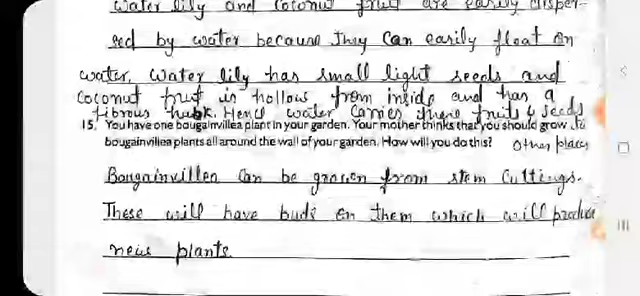 water lily and coconut fruit are easily disper-
sed by water because they can easily float on
water, water lily has small light seeds and
coconut fruit is hollow from inside and has a
fibrous husk. Hence water carries there fruits & seeds
15. You have one bougainvillea plant in your garden. Your mother thinks that you should grow to
bougainvillea plants all around the wall of your garden. How will you do this? other places
Bougainvillea can be grown from stem cuttings.
These will have buds on them which will produce
new plants